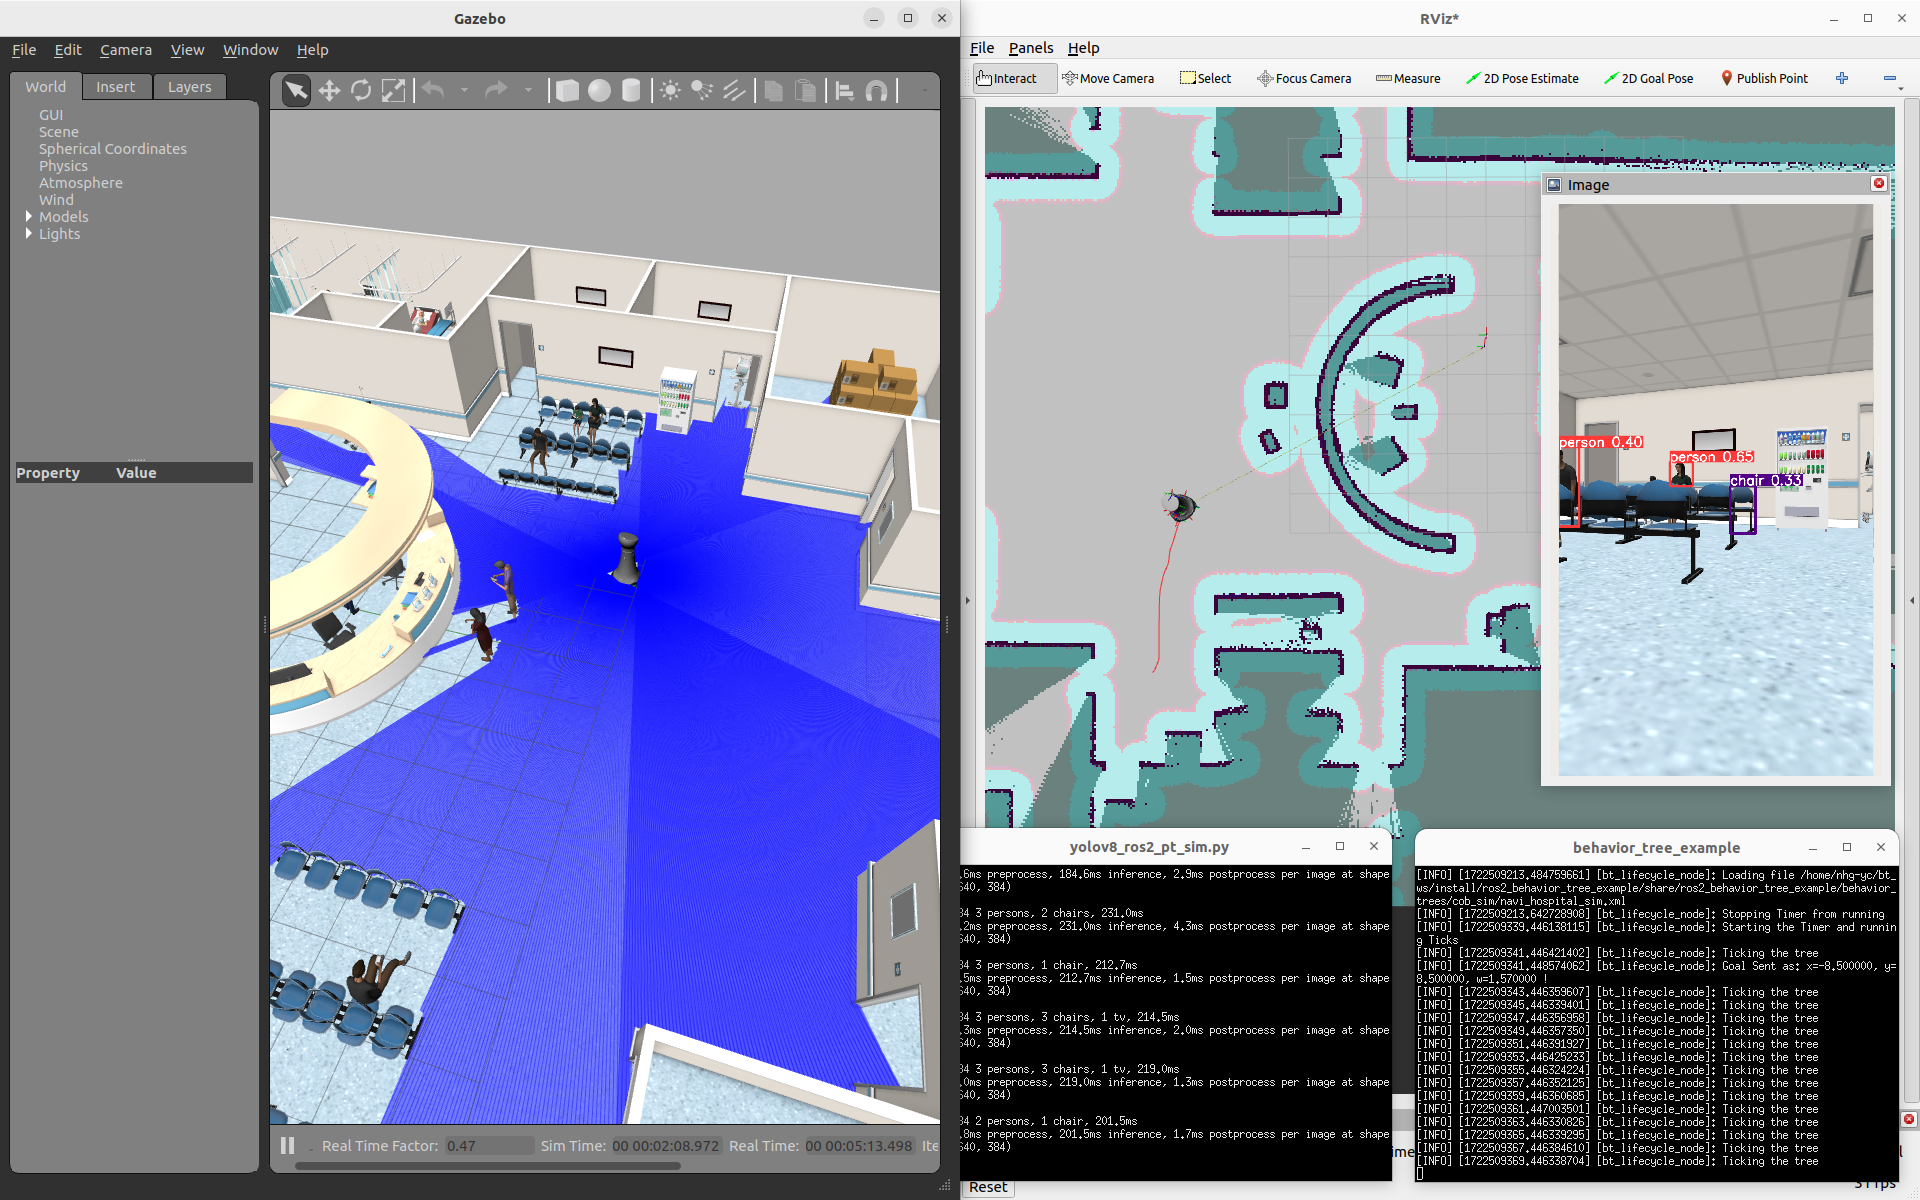 Gazebo
File Edit Camera View Window Help
World Insert Layers
GUI
Scene
Spherical Coordinates
Physics
Atmosphere
Wind
Models
Lights
Property Value
Real Time Factor: 0.47 Sim Time: 00 00:02:08.972 Real Time: 00 00:05:13.498 Ite
RViz*
File Panels Help
Interact Move Camera Select Focus Camera Measure 2D Pose Estimate 2D Goal Pose Publish Point
Image
person 0.40
person 0.65
chair 0.33
yolov8_ros2_pt_sim.py
.6ms preprocess, 184.6ms inference, 2.9ms postprocess per image at shape
640, 384)
84 3 persons, 2 chairs, 231.0ms
.2ms preprocess, 231.0ms inference, 4.3ms postprocess per image at shape
640, 384)
84 3 persons, 1 chair, 212.7ms
.5ms preprocess, 212.7ms inference, 1.5ms postprocess per image at shape
640, 384)
84 3 persons, 3 chairs, 1 tv, 214.5ms
.3ms preprocess, 214.5ms inference, 2.0ms postprocess per image at shape
640, 384)
84 3 persons, 3 chairs, 1 tv, 219.0ms
.0ms preprocess, 219.0ms inference, 1.3ms postprocess per image at shape
640, 384)
84 2 persons, 1 chair, 201.5ms
.8ms preprocess, 201.5ms inference, 1.7ms postprocess per image at shape
640, 384)
behavior_tree_example
[INFO] [1722509213.484759661] [bt_lifecycle_node]: Loading file /home/nhg-yc/bt_
ws/install/ros2_behavior_tree_example/share/ros2_behavior_tree_example/behavior_
trees/cob_sim/navi_hospital_sim.xml
[INFO] [1722509213.642728908] [bt_lifecycle_node]: Stopping Timer from running
[INFO] [1722509339.446138115] [bt_lifecycle_node]: Starting the Timer and runnin
g Ticks
[INFO] [1722509341.446421402] [bt_lifecycle_node]: Ticking the tree
[INFO] [1722509341.448574062] [bt_lifecycle_node]: Goal Sent as: x=-8.500000, y=
8.500000, w=1.570000 !
[INFO] [1722509343.446359607] [bt_lifecycle_node]: Ticking the tree
[INFO] [1722509345.446339401] [bt_lifecycle_node]: Ticking the tree
[INFO] [1722509347.446356958] [bt_lifecycle_node]: Ticking the tree
[INFO] [1722509349.446357350] [bt_lifecycle_node]: Ticking the tree
[INFO] [1722509351.446391927] [bt_lifecycle_node]: Ticking the tree
[INFO] [1722509353.446425233] [bt_lifecycle_node]: Ticking the tree
[INFO] [1722509355.446324224] [bt_lifecycle_node]: Ticking the tree
[INFO] [1722509357.446352125] [bt_lifecycle_node]: Ticking the tree
[INFO] [1722509359.446360685] [bt_lifecycle_node]: Ticking the tree
[INFO] [1722509361.447003501] [bt_lifecycle_node]: Ticking the tree
[INFO] [1722509363.446330826] [bt_lifecycle_node]: Ticking the tree
[INFO] [1722509365.446339295] [bt_lifecycle_node]: Ticking the tree
[INFO] [1722509367.446384610] [bt_lifecycle_node]: Ticking the tree
[INFO] [1722509369.446338704] [bt_lifecycle_node]: Ticking the tree
Reset
31 fps